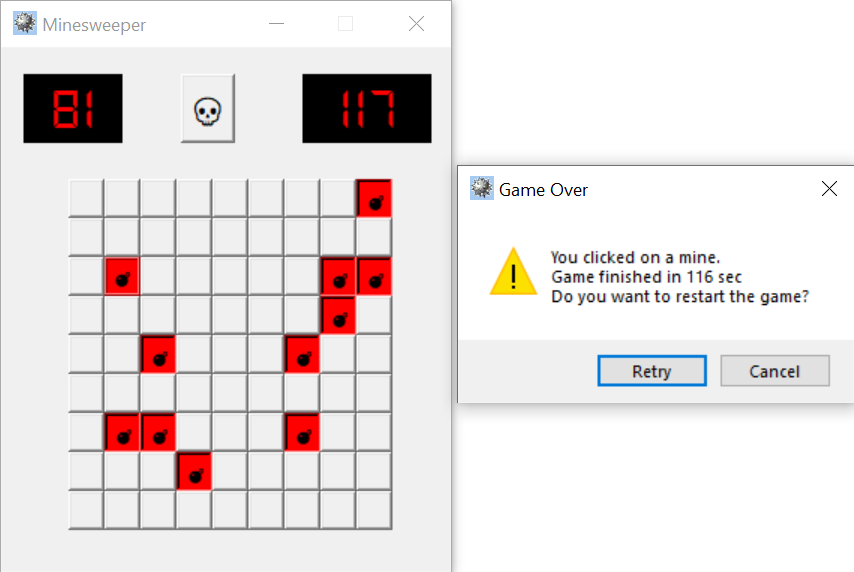 Minesweeper
81
117
Game Over
You clicked on a mine.
Game finished in 116 sec
Do you want to restart the game?
Retry
Cancel